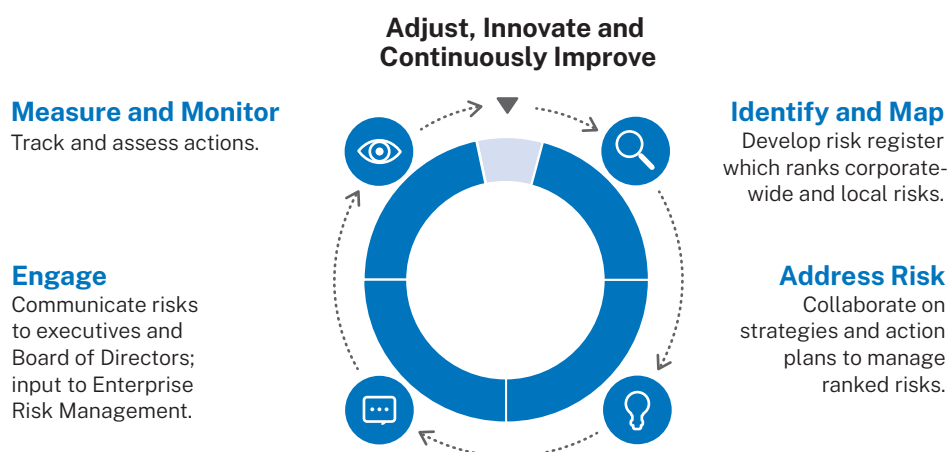 Adjust, Innovate and
Continuously Improve
Measure and Monitor
Track and assess actions.
Identify and Map
Develop risk register
which ranks corporate-
wide and local risks.
Engage
Communicate risks
to executives and
Board of Directors;
input to Enterprise
Risk Management.
Address Risk
Collaborate on
strategies and action
plans to manage
ranked risks.